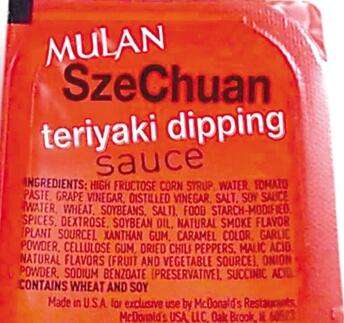 MULAN
SzeChuan
teriyaki dipping
sauce
INGREDIENTS: HIGH FRUCTOSE CORN SYRUP, WATER, TOMATO
PASTE, GRAPE VINEGAR, DISTILLED VINEGAR, SALT, SOY SAUCE
(WATER, WHEAT, SOYBEANS, SALT), FOOD STARCH-MODIFIED,
SPICES, DEXTROSE, SOYBEAN OIL, NATURAL SMOKE FLAVOR
(PLANT SOURCE), XANTHAN GUM, CARAMEL COLOR, GARLIC
POWDER, CELLULOSE GUM, DRIED CHILI PEPPERS, MALIC ACID
NATURAL FLAVORS (FRUIT AND VEGETABLE SOURCE), ONION
POWDER, SODIUM BENZOATE (PRESERVATIVE), SUCCINIC ACID.
CONTAINS WHEAT AND SOY
Made in U.S.A. for exclusive use by McDonald's Restaurants
McDonald's USA, LLC, Oak Brook, IL 60523